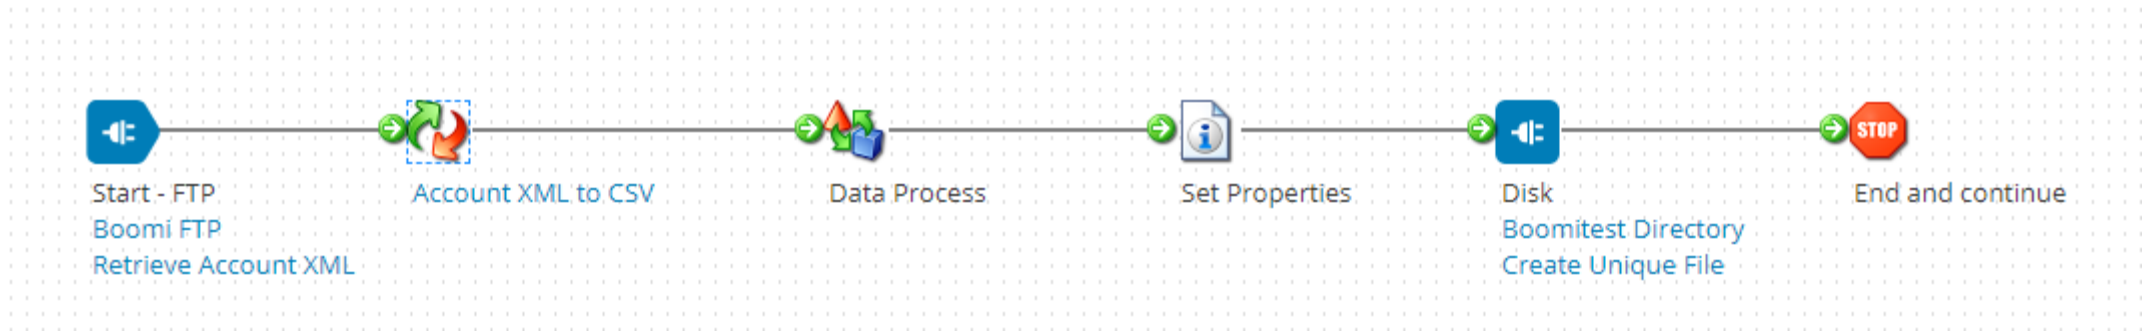 Start - FTP
Boomi FTP
Retrieve Account XML
Account XML to CSV
Data Process
Set Properties
Disk
Boomitest Directory
Create Unique File
STOP
End and continue